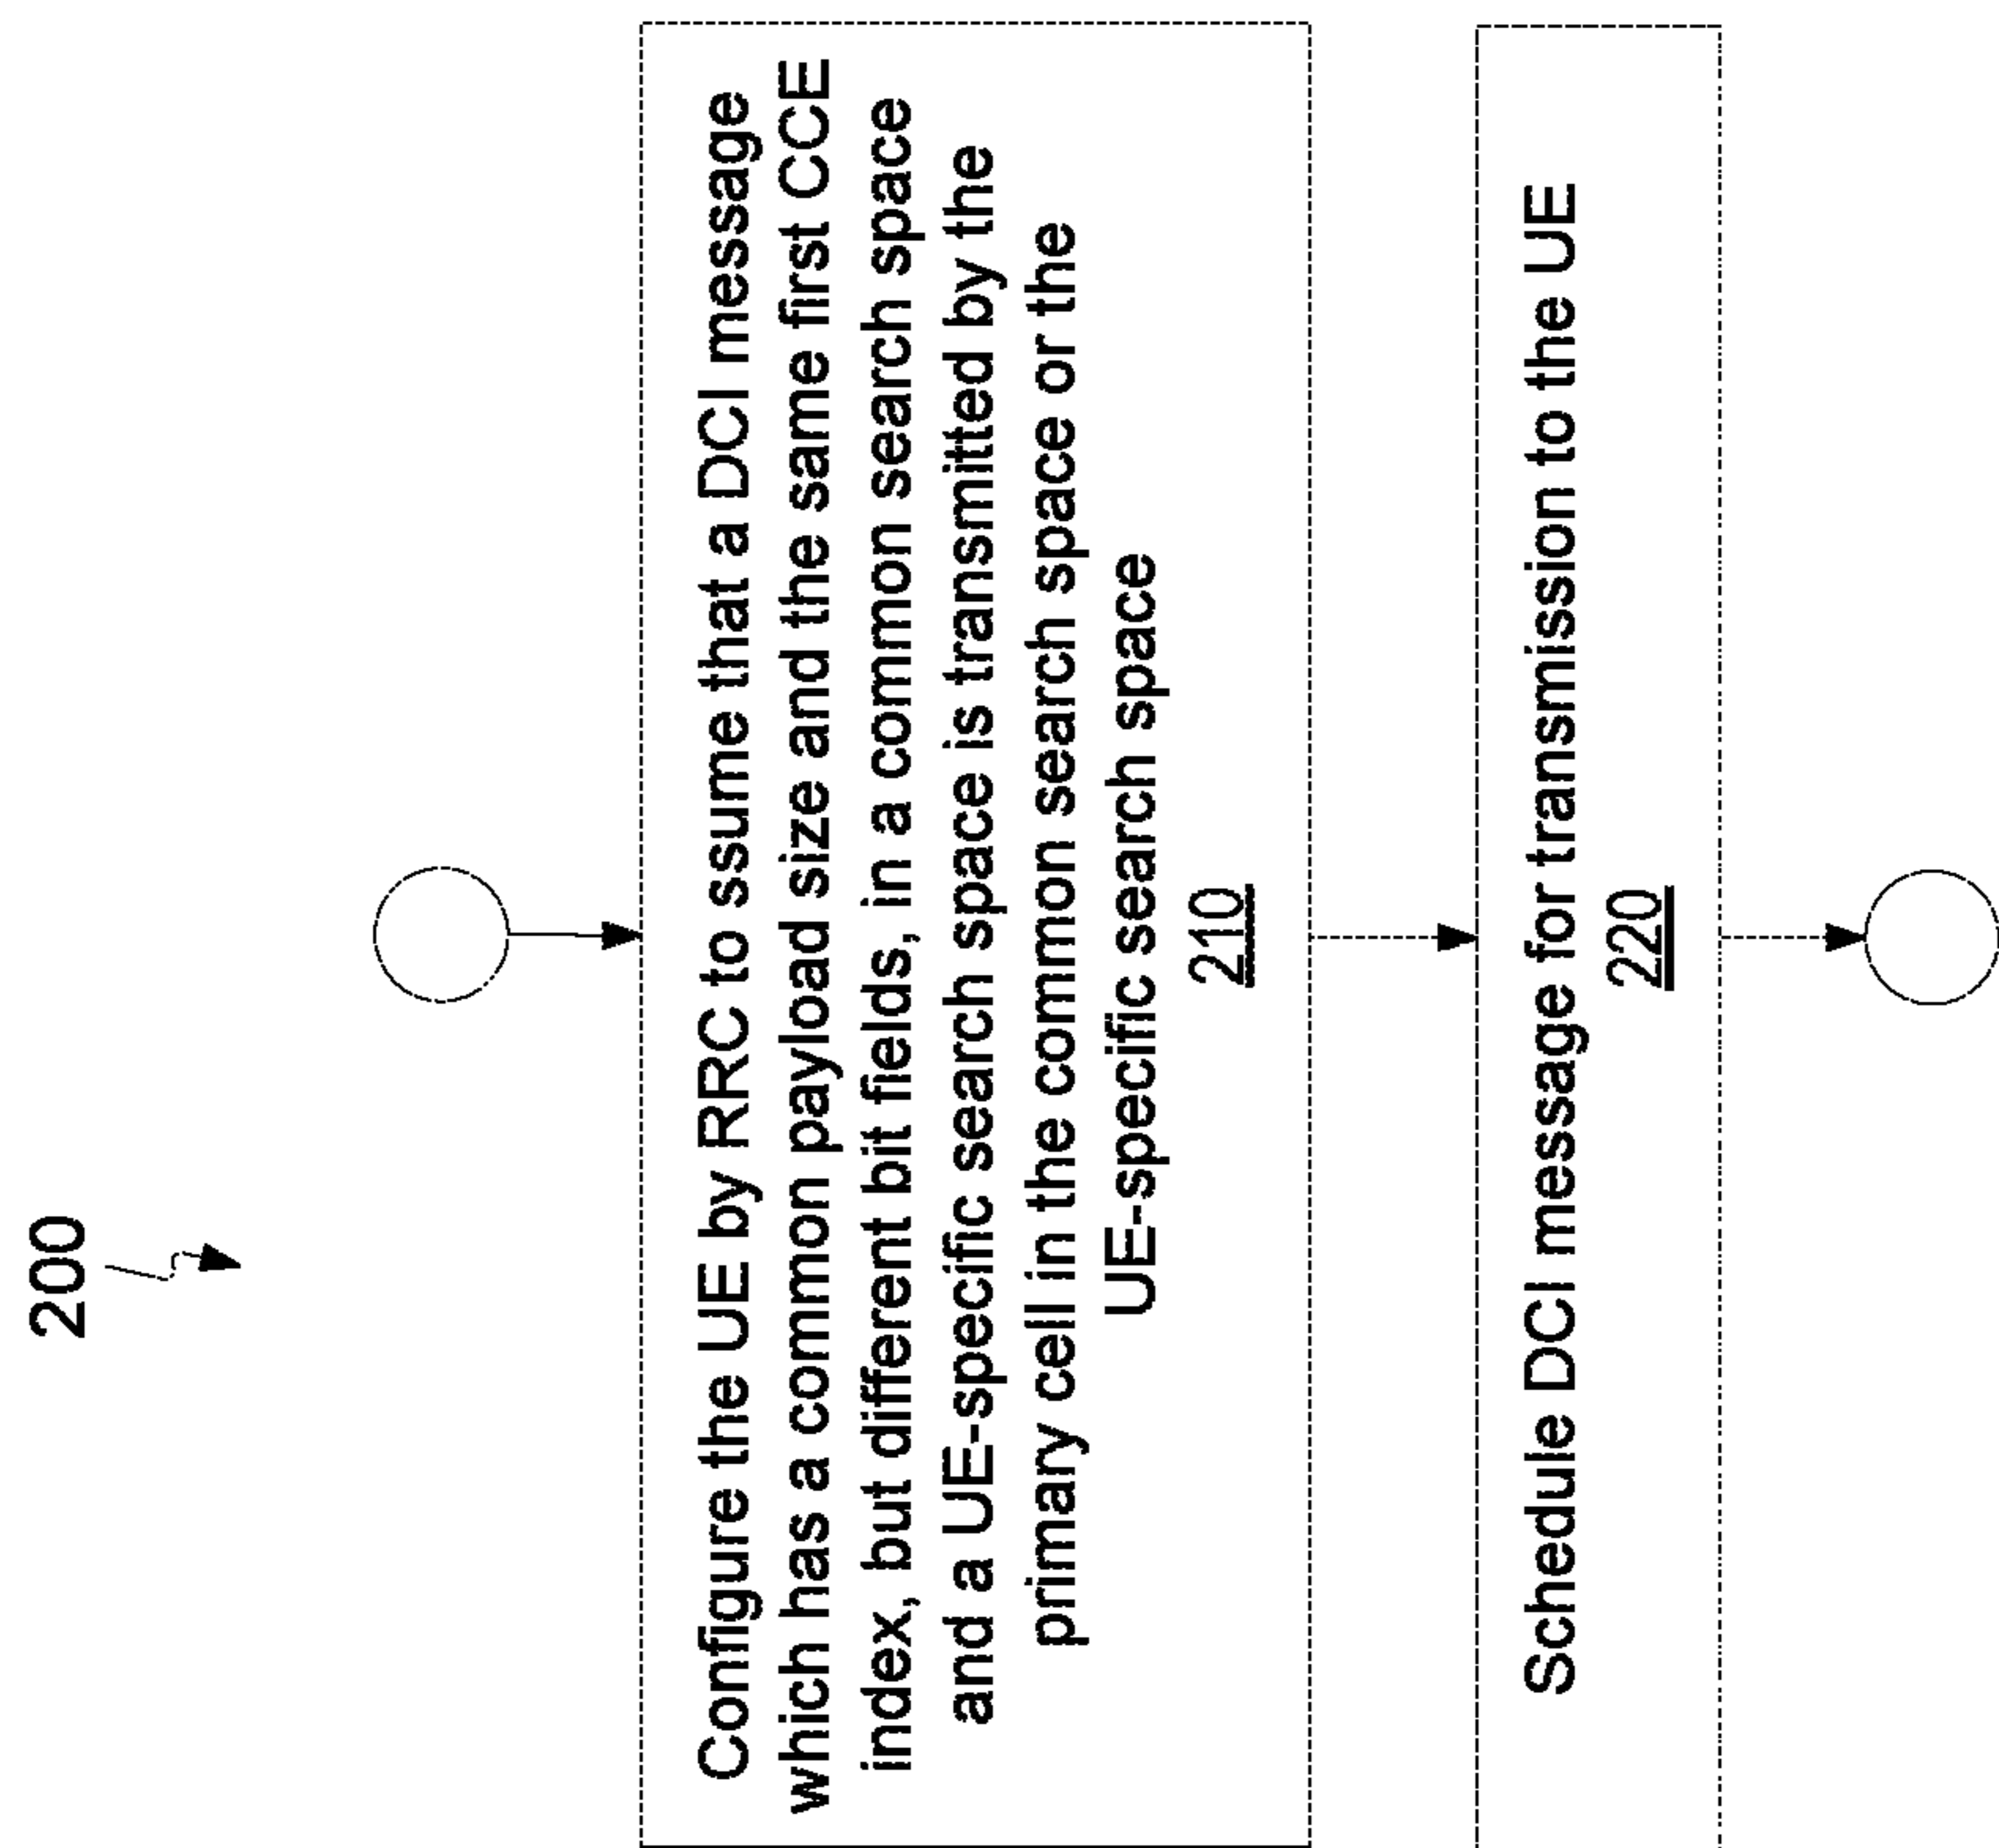 200
Configure the UE by RRC to ssume that a DCI message
which has a common payload size and the same first CCE
index, but different bit fields, in a common search space
and a UE-specific search space is transmitted by the
primary cell in the common search space or the
UE-specific search space
210
Schedule DCI message for transmission to the UE
220